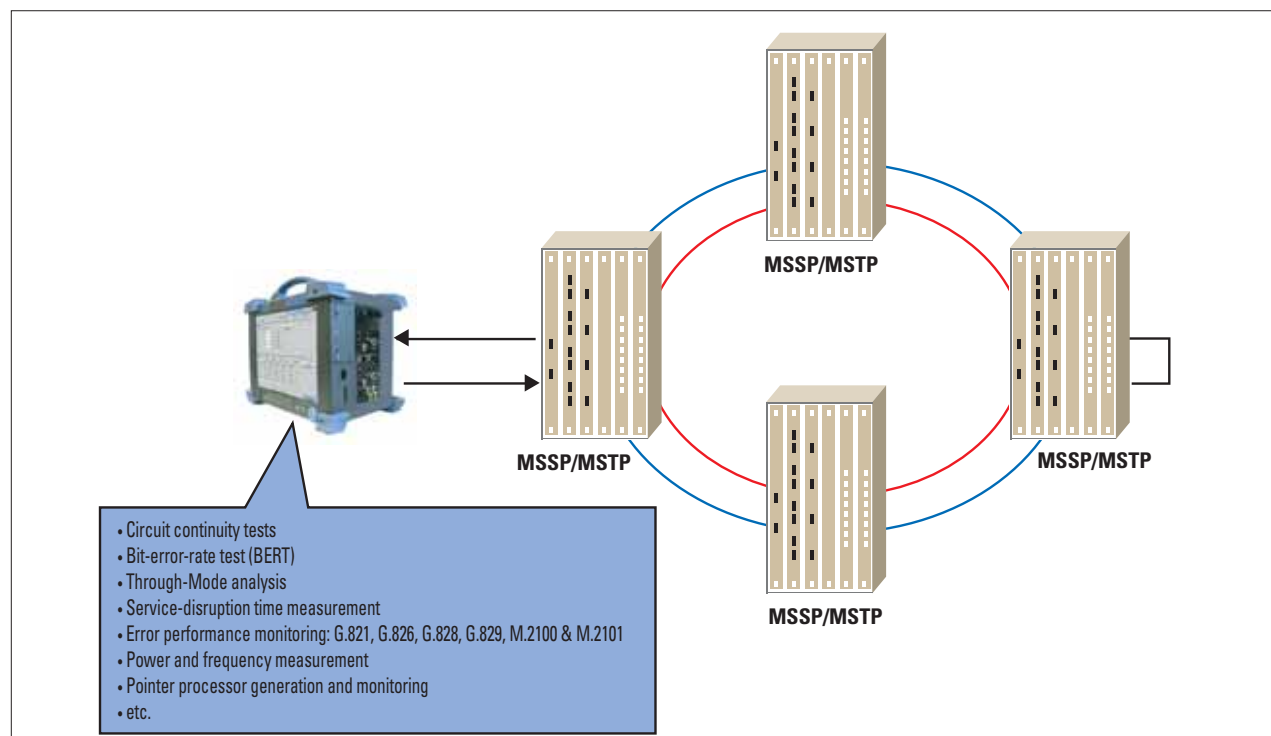 MSSP/MSTP
MSSP/MSTP
MSSP/MSTP
MSSP/MSTP
• Circuit continuity tests
• Bit-error-rate test (BERT)
• Through-Mode analysis
• Service-disruption time measurement
• Error performance monitoring: G.821, G.826, G.828, G.829, M.2100 & M.2101
• Power and frequency measurement
• Pointer processor generation and monitoring
• etc.